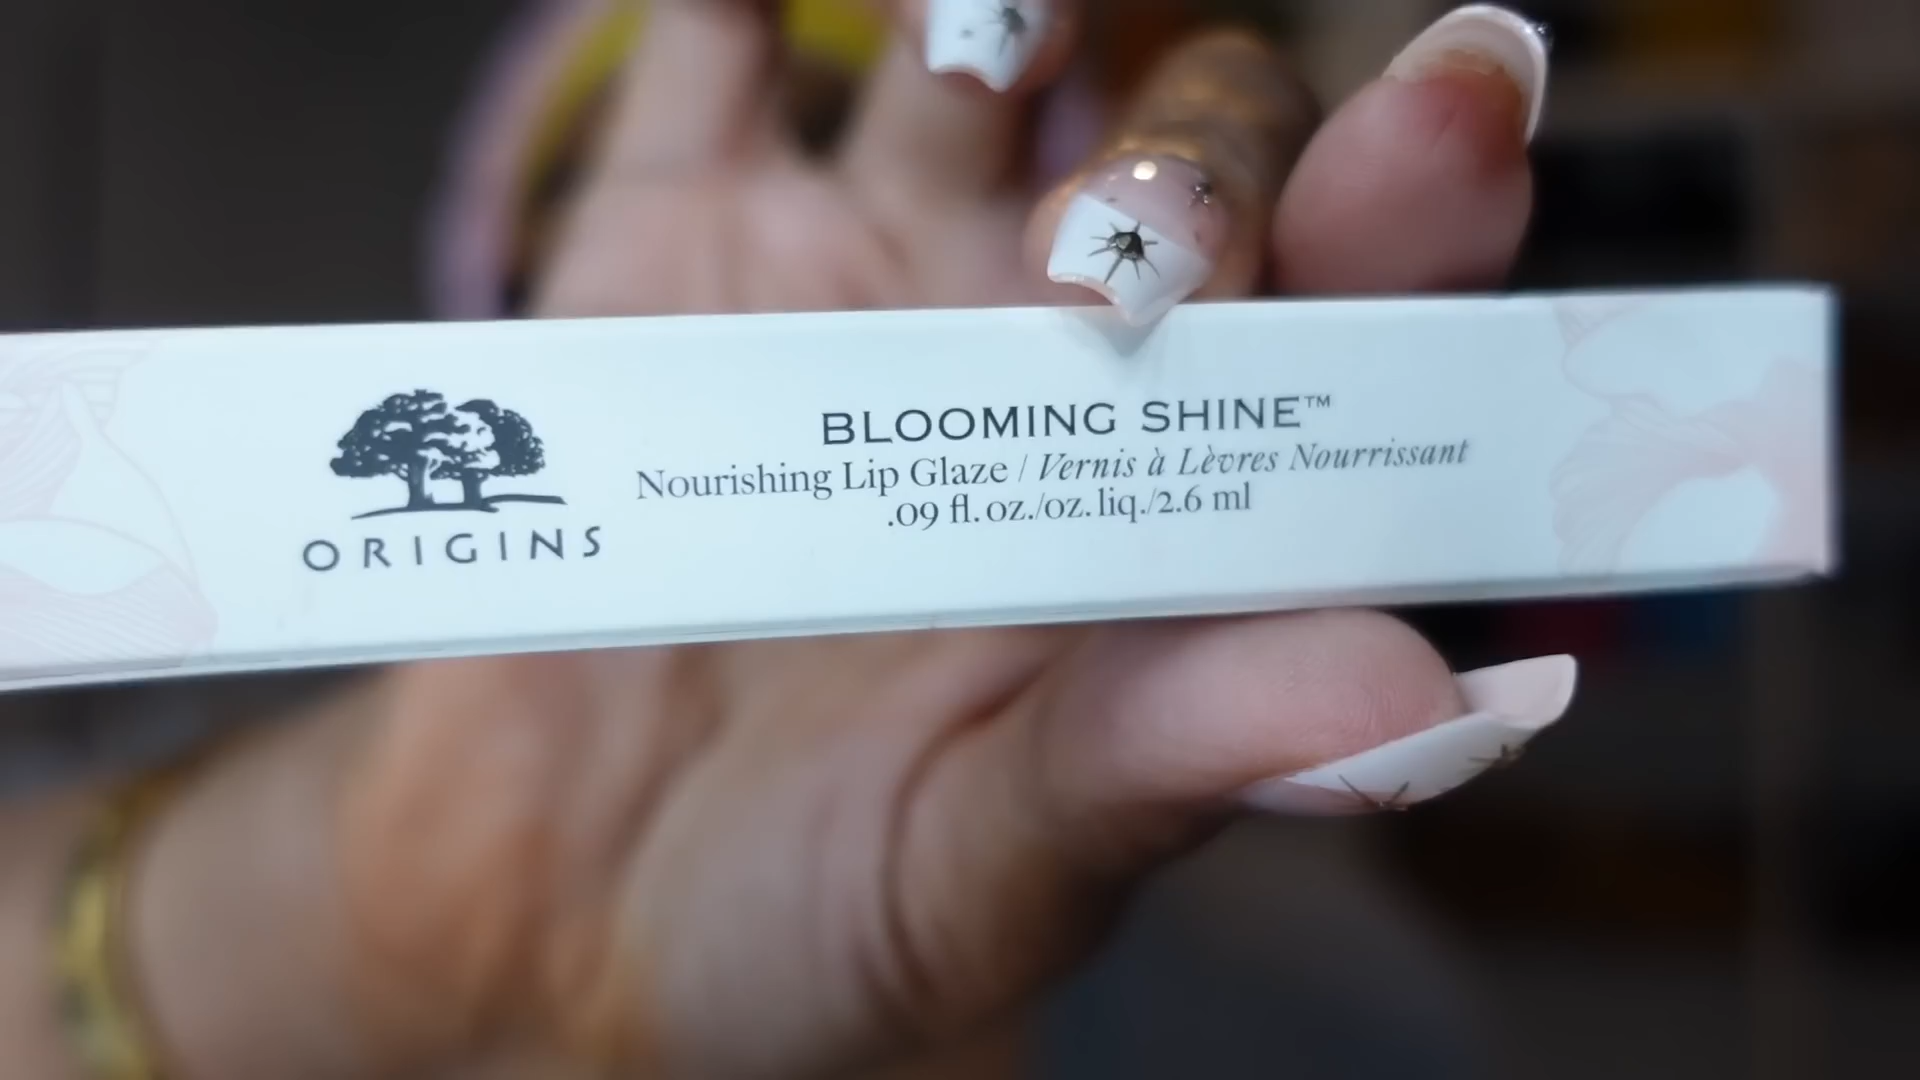 ORIGINS
BLOOMING SHINE™
Nourishing Lip Glaze / Vernis à Lèvres Nourrissant
.09 fl. oz./oz. liq./2.6 ml